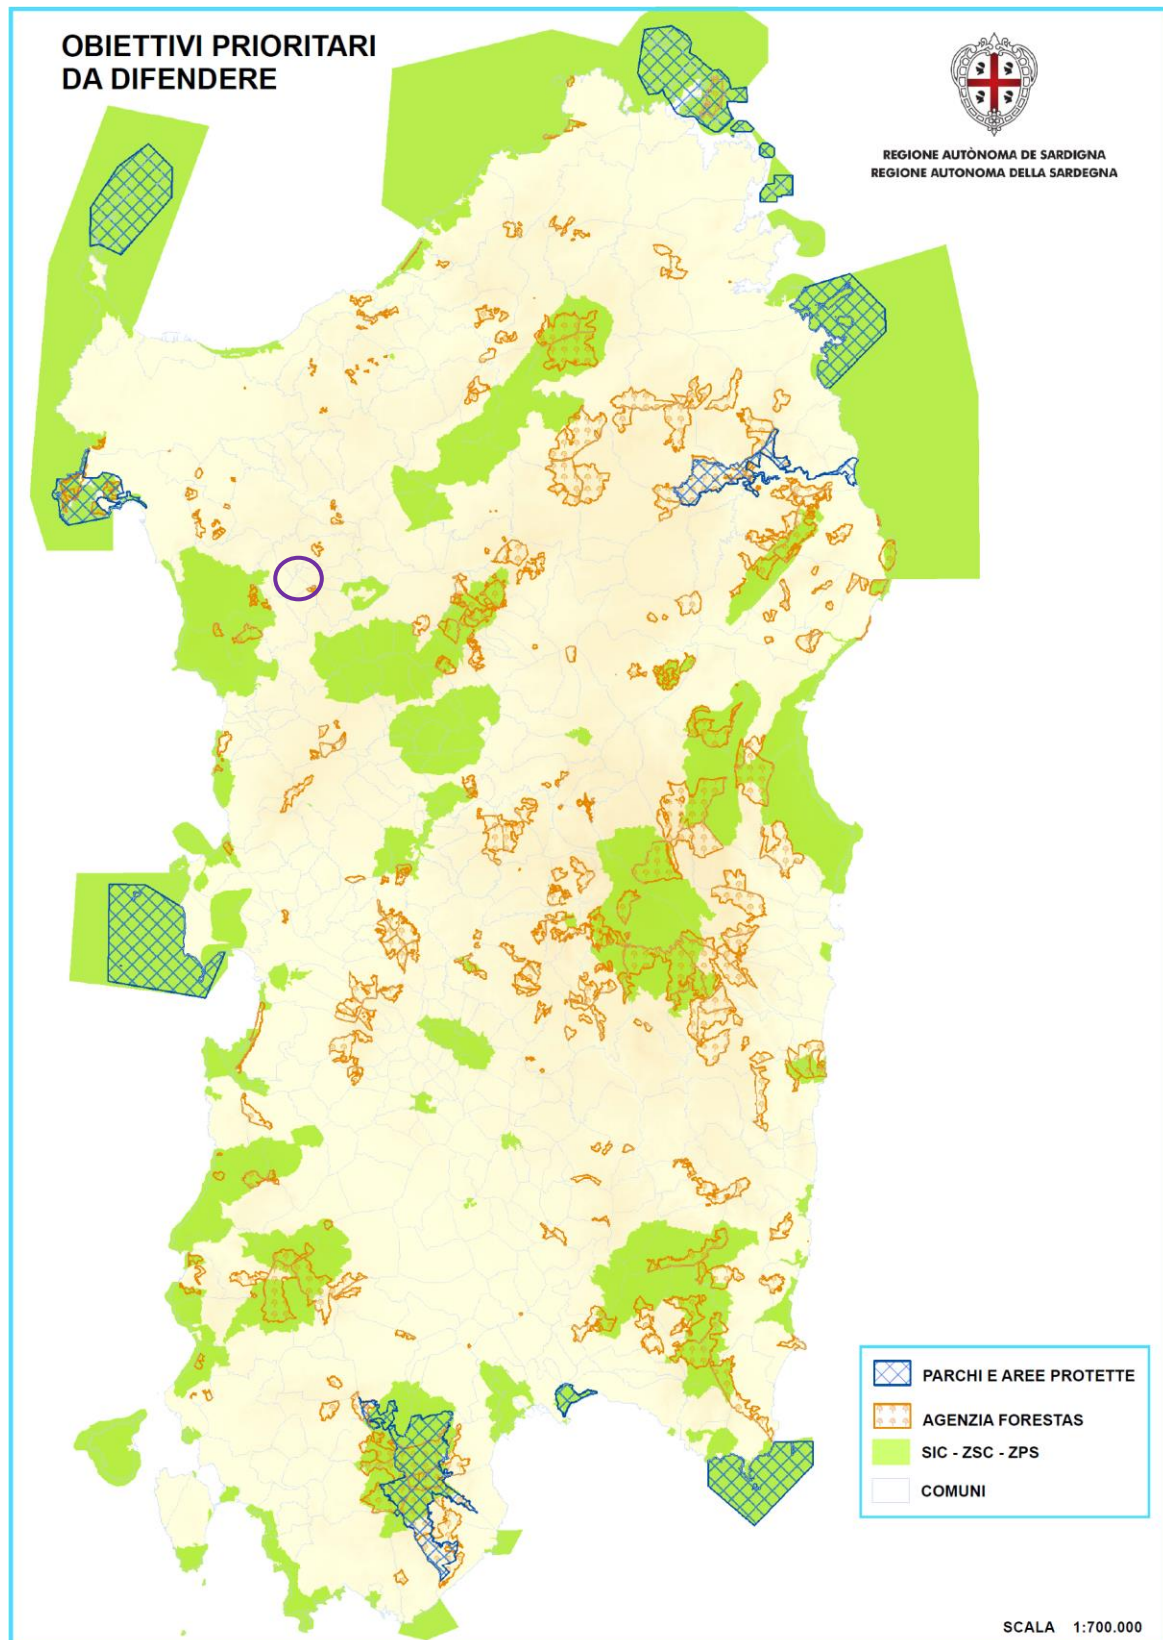 OBIETTIVI PRIORITARI
DA DIFENDERE
REGIONE AUTÒNOMA DE SARDIGNA
REGIONE AUTONOMA DELLA SARDEGNA
PARCHI E AREE PROTETTE
AGENZIA FORESTAS
SIC - ZSC - ZPS
COMUNI
SCALA 1:700.000